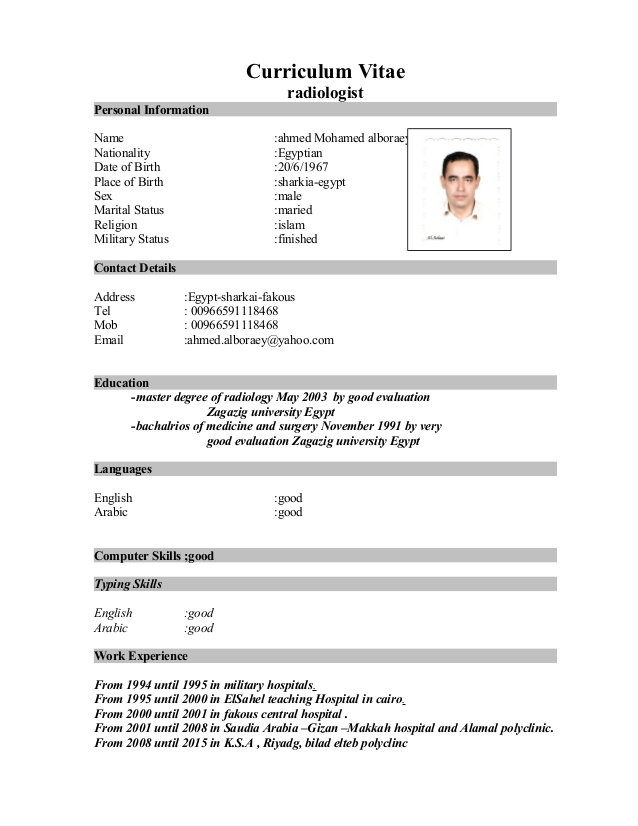 Curriculum Vitae
radiologist
Personal Information
Name :ahmed Mohamed alboraey
Nationality :Egyptian
Date of Birth :20/6/1967
Place of Birth :sharkia-egypt
Sex :male
Marital Status :maried
Religion :islam
Military Status :finished
Contact Details
Address :Egypt-sharkai-fakous
Tel : 00966591118468
Mob : 00966591118468
Email :ahmed.alboraey@yahoo.com
Education
-master degree of radiology May 2003 by good evaluation
Zagazig university Egypt
-bachalrios of medicine and surgery November 1991 by very
good evaluation Zagazig university Egypt
Languages
English :good
Arabic :good
Computer Skills ;good
Typing Skills
English :good
Arabic :good
Work Experience
From 1994 until 1995 in military hospitals.
From 1995 until 2000 in ElSahel teaching Hospital in cairo.
From 2000 until 2001 in fakous central hospital .
From 2001 until 2008 in Saudia Arabia –Gizan –Makkah hospital and Alamal polyclinic.
From 2008 until 2015 in K.S.A , Riyadg, bilad elteb polyclinc